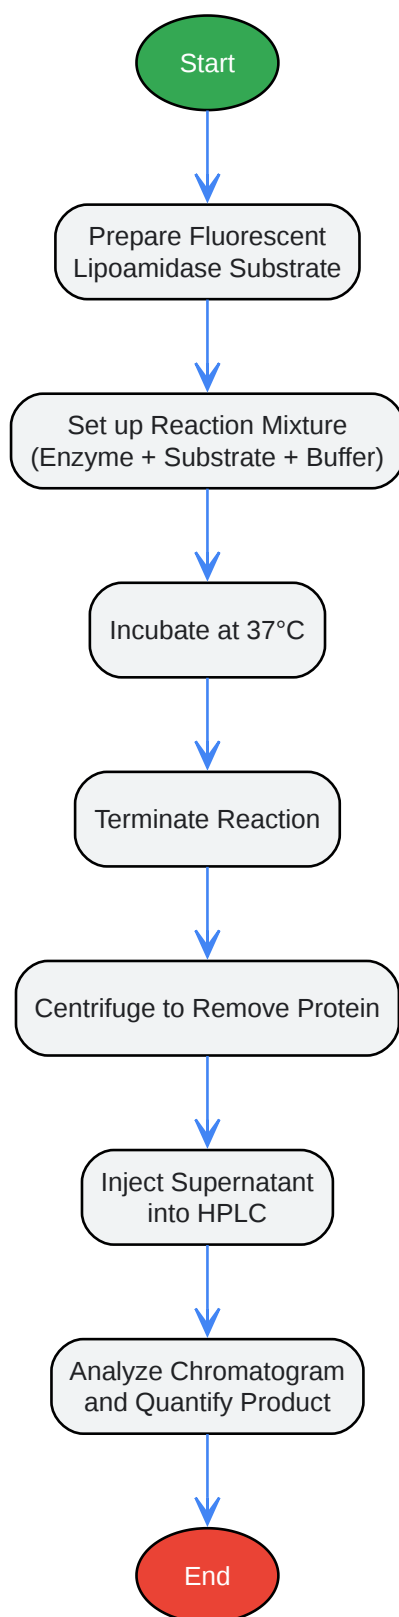 Start
Prepare Fluorescent
Lipoamidase Substrate
Set up Reaction Mixture
(Enzyme + Substrate + Buffer)
Incubate at 37°C
Terminate Reaction
Centrifuge to Remove Protein
Inject Supernatant
into HPLC
Analyze Chromatogram
and Quantify Product
End